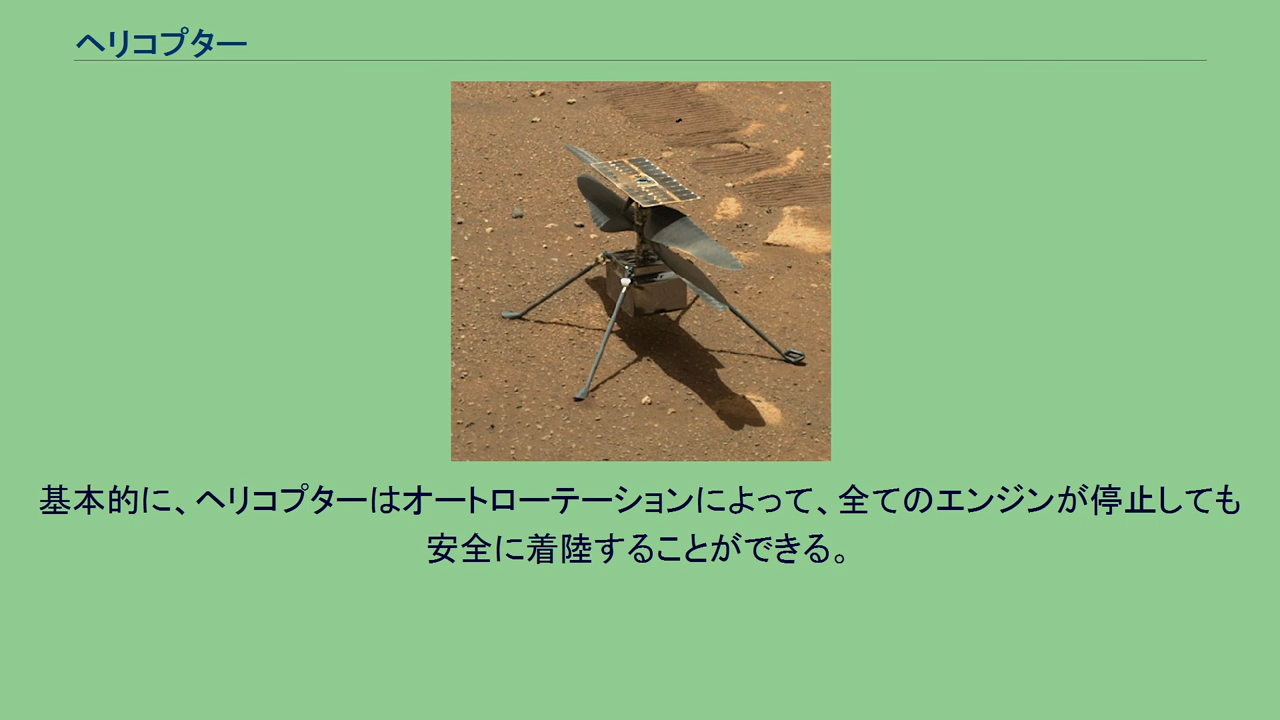 ヘリコプター
基本的に、ヘリコプターはオートローテーションによって、全てのエンジンが停止しても
安全に着陸することができる。